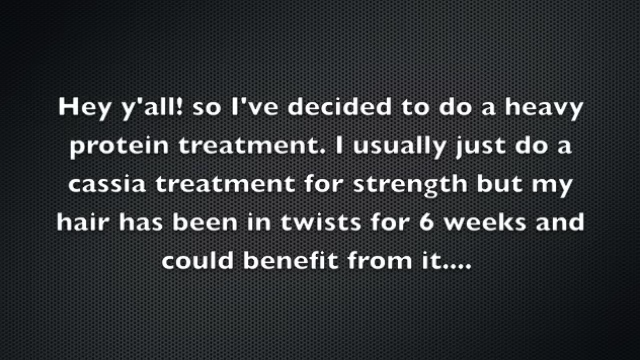 Hey y'all! so I've decided to do a heavy
protein treatment. I usually just do a
cassia treatment for strength but my
hair has been in twists for 6 weeks and
could benefit from it....